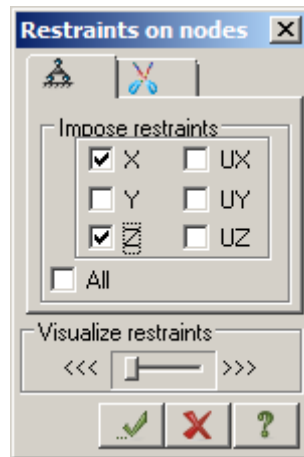 Restraints on nodes
Impose restraints
X UX
Y UY
Z UZ
All
Visualize restraints
<<< >>>
?